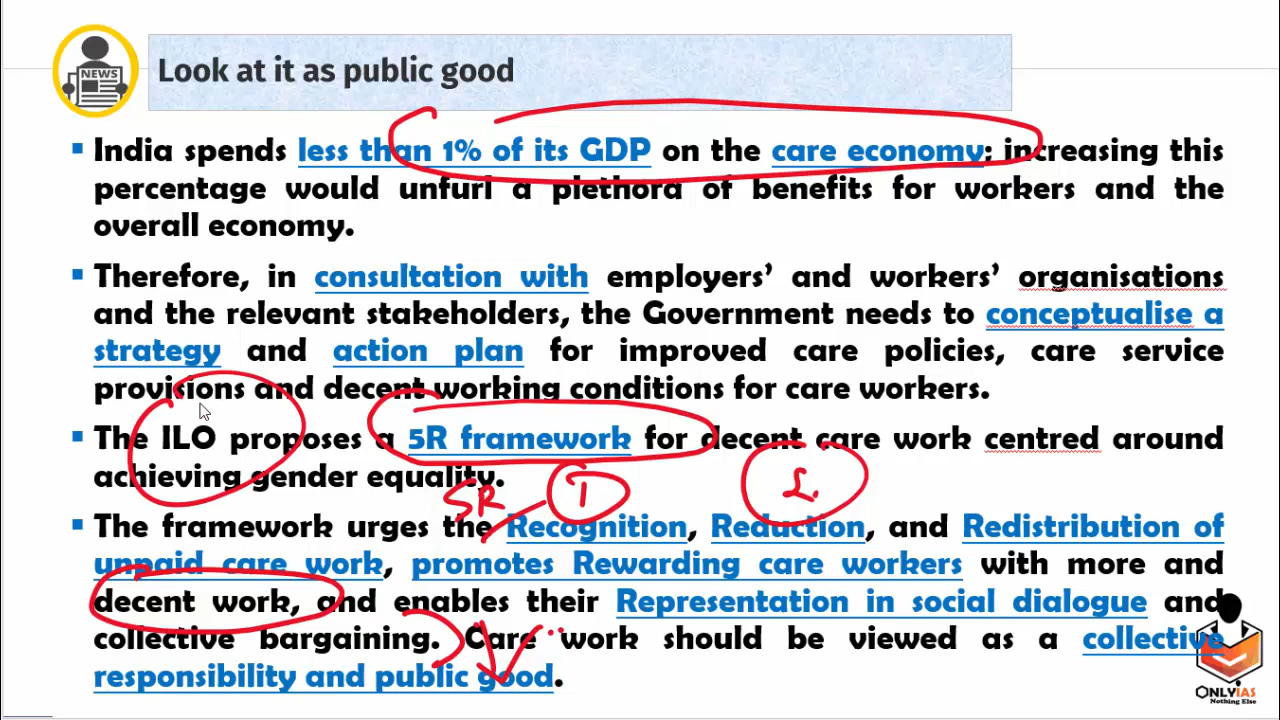 NEWS
Look at it as public good
▪ India spends less than 1% of its GDP on the care economy; increasing this
percentage would unfurl a plethora of benefits for workers and the
overall economy.
▪ Therefore, in consultation with employers’ and workers’ organisations
and the relevant stakeholders, the Government needs to conceptualise a
strategy and action plan for improved care policies, care service
provisions and decent working conditions for care workers.
▪ The ILO proposes a 5R framework for decent care work centred around
achieving gender equality.
5R
▪ The framework urges the Recognition, Reduction, and Redistribution of
unpaid care work, promotes Rewarding care workers with more and
decent work, and enables their Representation in social dialogue and
collective bargaining. Care work should be viewed as a collective
responsibility and public good.
ONLYIAS
Nothing Else